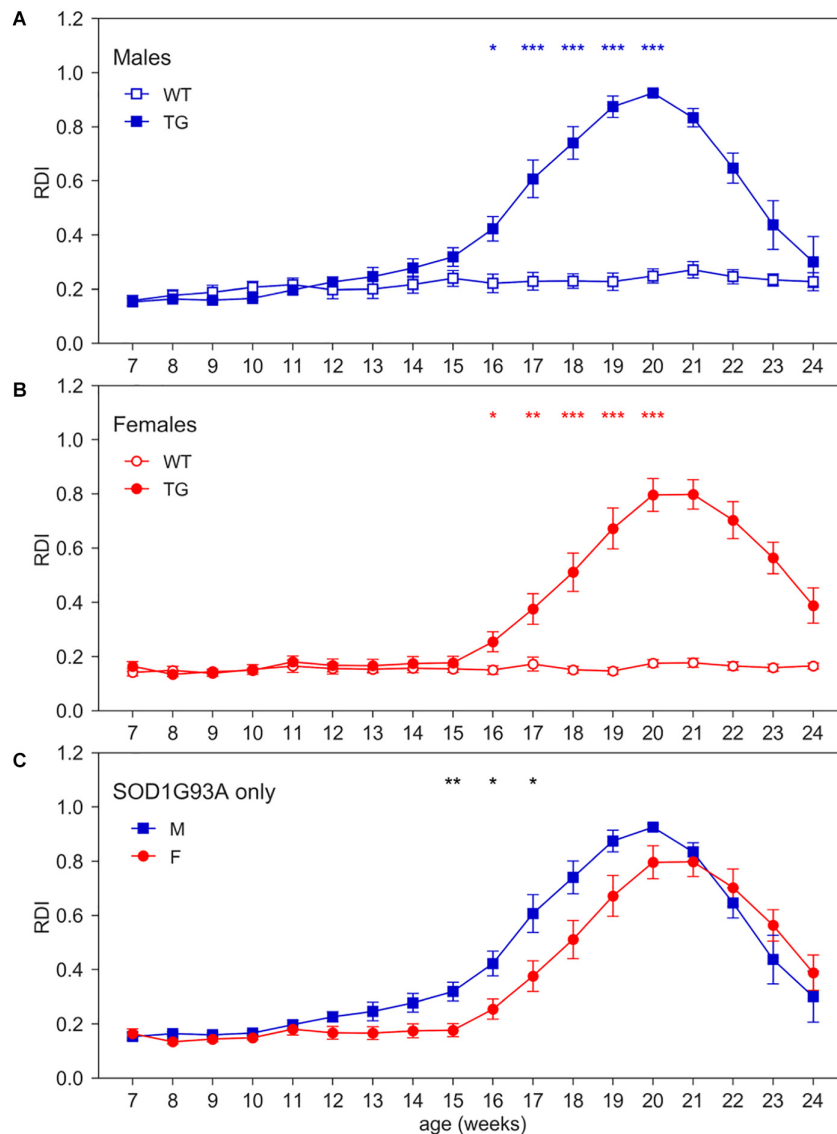 A
1.2
1.0
0.8
0.6
0.4
0.2
0.0
RDI
Males
WT
TG
* *** *** *** ***
7 8 9 10 11 12 13 14 15 16 17 18 19 20 21 22 23 24
B
1.2
1.0
0.8
0.6
0.4
0.2
0.0
RDI
Females
WT
TG
* ** *** *** ***
7 8 9 10 11 12 13 14 15 16 17 18 19 20 21 22 23 24
C
1.2
1.0
0.8
0.6
0.4
0.2
0.0
RDI
SOD1G93A only
M
F
** * *
7 8 9 10 11 12 13 14 15 16 17 18 19 20 21 22 23 24
age (weeks)